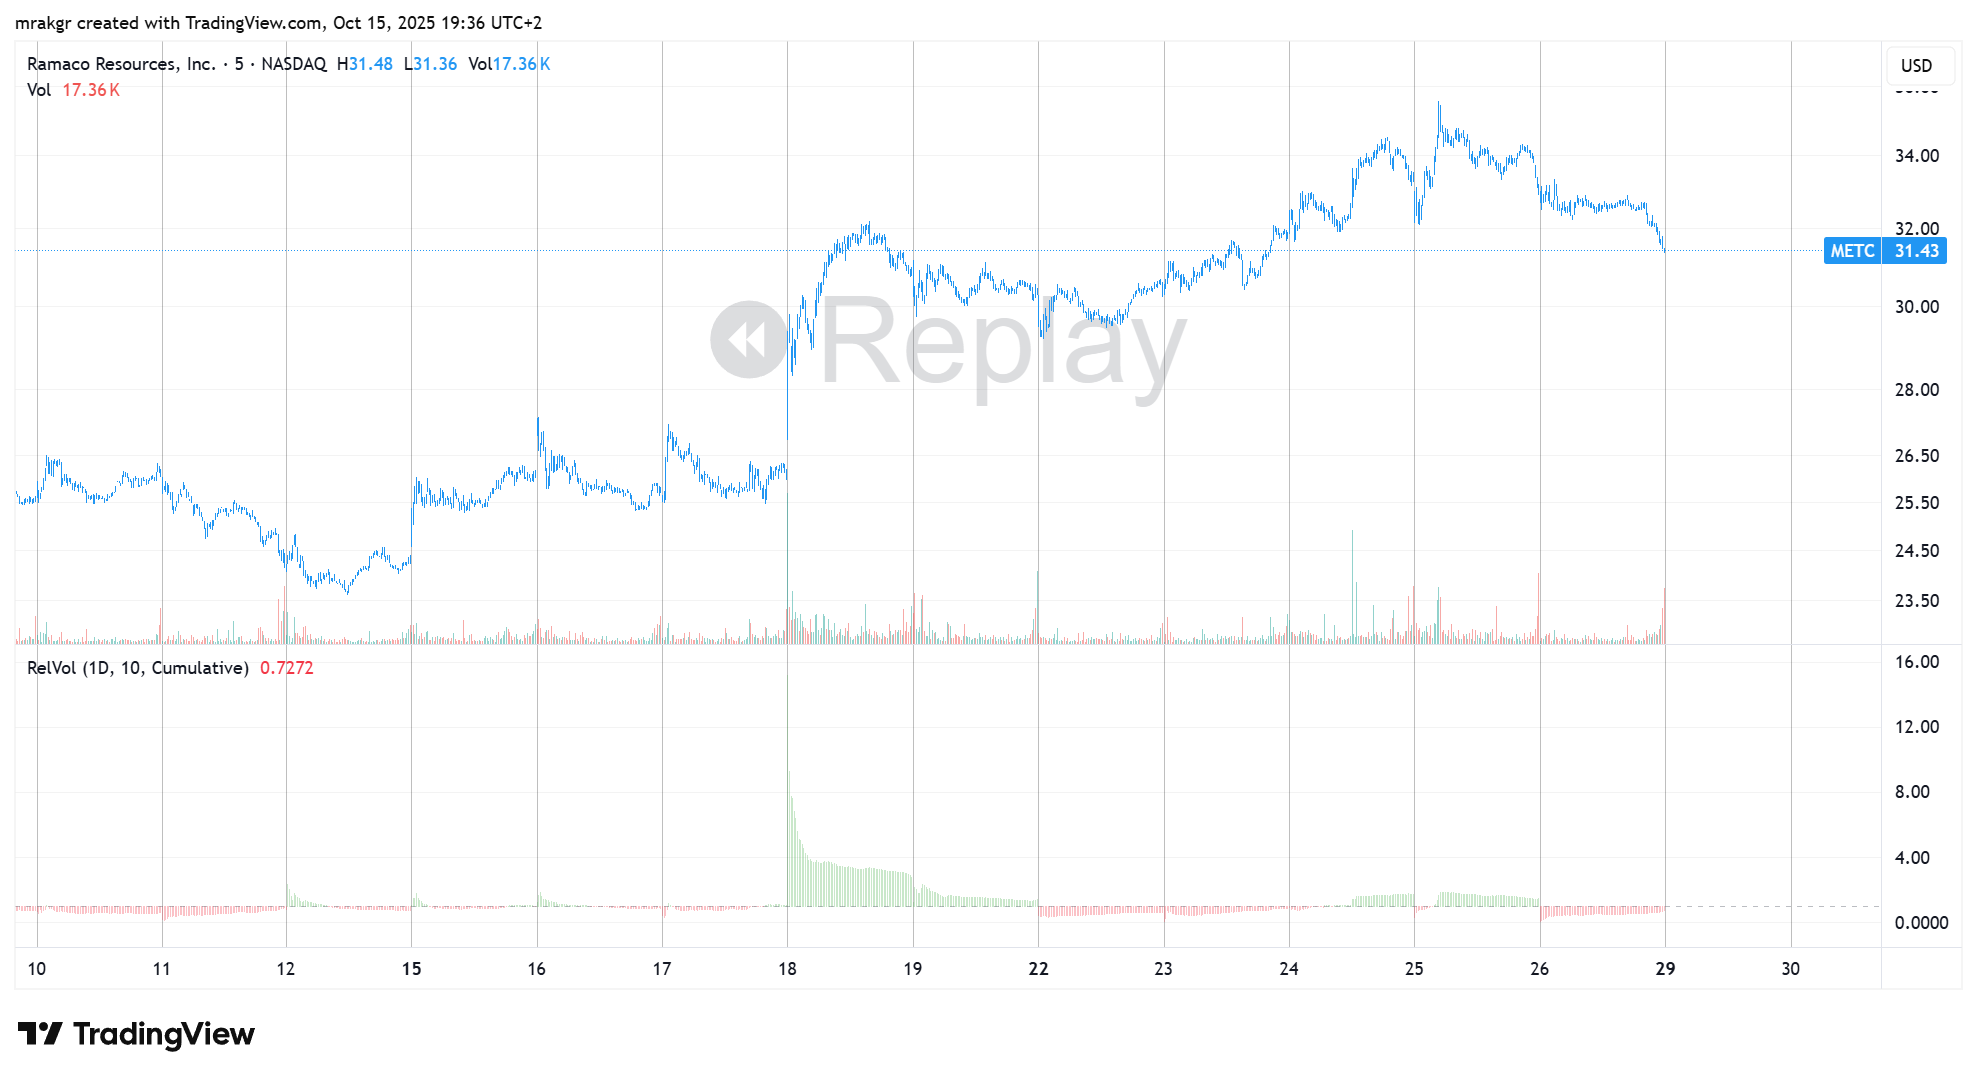 mrakgr created with TradingView.com, Oct 15, 2025 19:36 UTC+2
Ramaco Resources, Inc. · 5 · NASDAQ H31.48 L31.36 Vol17.36 K
Vol 17.36 K
USD
34.00
32.00
METC 31.43
30.00
28.00
26.50
25.50
24.50
23.50
Replay
RelVol (1D, 10, Cumulative) 0.7272
16.00
12.00
8.00
4.00
0.0000
10 11 12 15 16 17 18 19 22 23 24 25 26 29 30
TradingView